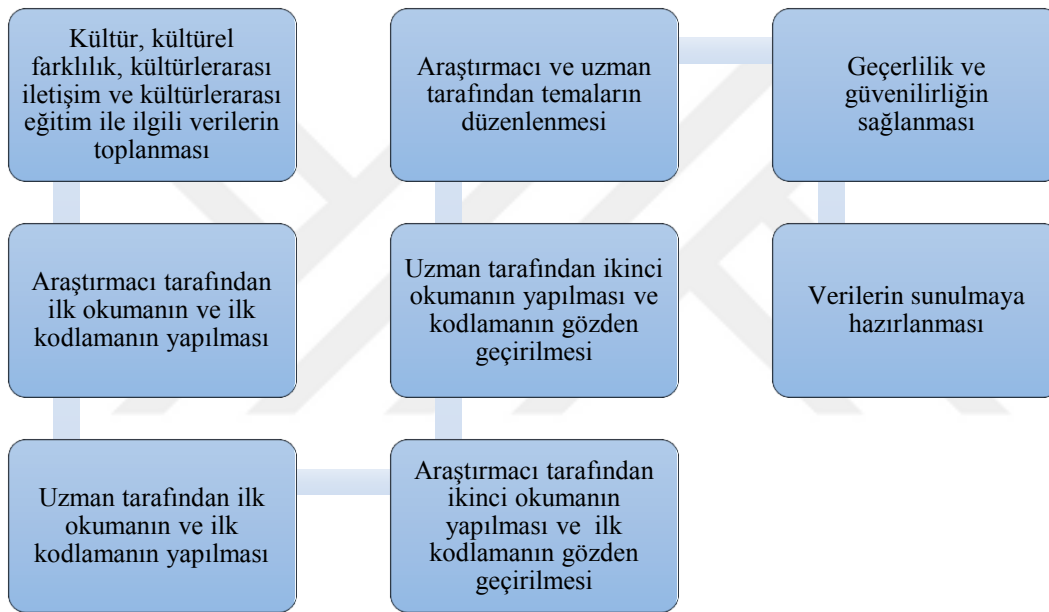 Kültür, kültürel
farklılık, kültürlerarası
iletişim ve kültürlerarası
eğitim ile ilgili verilerin
toplanması
Araştırmacı tarafından
ilk okumanın ve ilk
kodlamanın yapılması
Uzman tarafından ilk
okumanın ve ilk
kodlamanın yapılması
Araştırmacı tarafından
ikinci okumanın
yapılması ve ilk
kodlamanın gözden
geçirilmesi
Uzman tarafından ikinci
okumanın yapılması ve
kodlamanın gözden
geçirilmesi
Araştırmacı ve uzman
tarafından temaların
düzenlenmesi
Geçerlilik ve
güvenilirliğin
sağlanması
Verilerin sunulmaya
hazırlanması